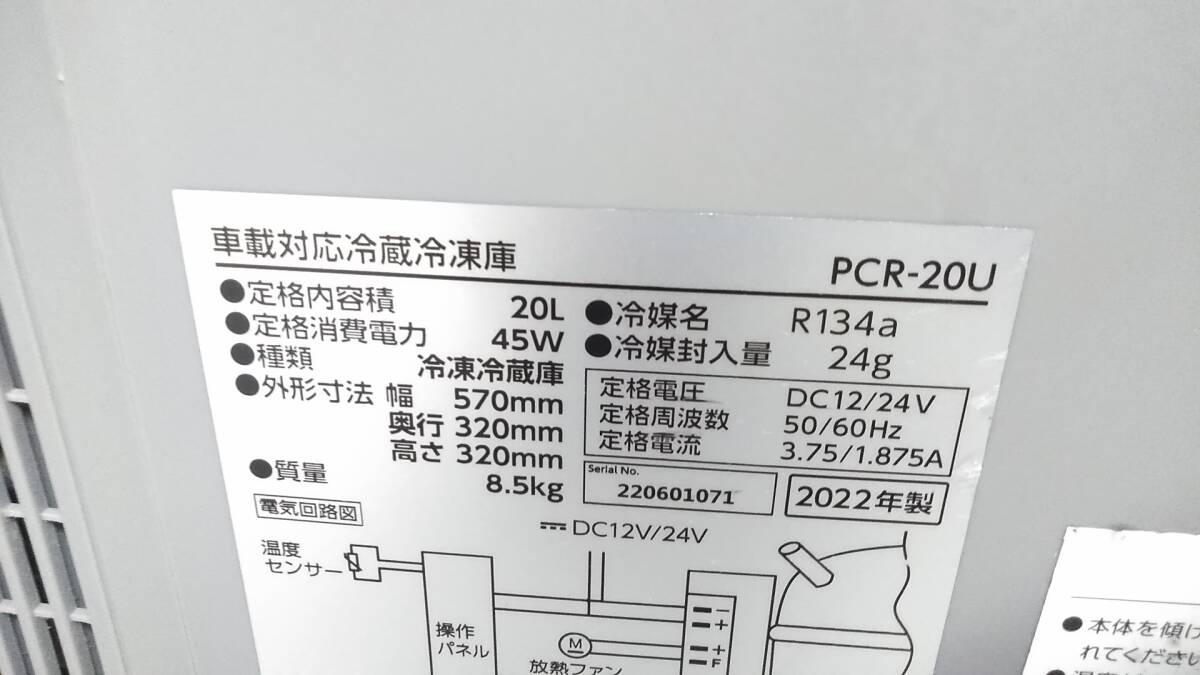 車載対応冷蔵冷凍庫 PCR-20U
●定格内容積 20L
●定格消費電力 45W
●種類 冷凍冷蔵庫
●外形寸法 幅 570mm
奥行 320mm
高さ 320mm
●質量 8.5kg
●冷媒名 R134a
●冷媒封入量 24g
定格電圧 DC12/24V
定格周波数 50/60Hz
定格電流 3.75/1.875A
Serial No.
220601071
2022年製
電気回路図
DC12V/24V
温度
センサー
操作
パネル
M
放熱ファン
−
+
+
F
●本体を傾け
れてください